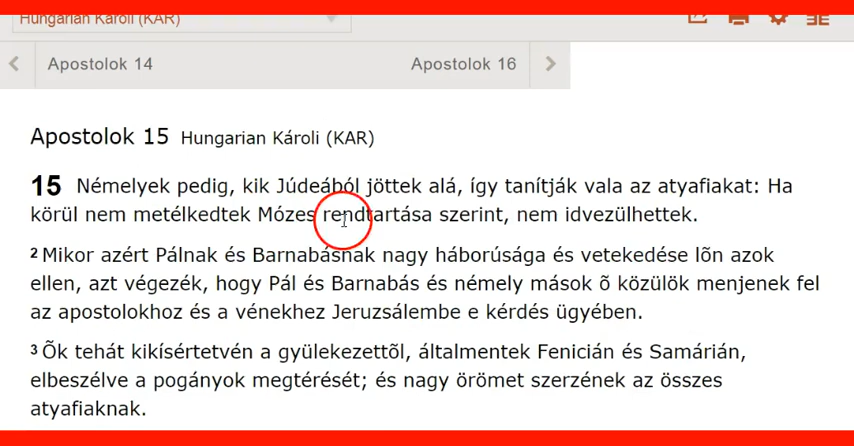 Hungarian Károli (KAR)
Apostolok 14
Apostolok 16
Apostolok 15 Hungarian Károli (KAR)
15 Némelyek pedig, kik Júdeából jöttek alá, így tanítják vala az atyafiakat: Ha
körül nem metélkedtek Mózes rendtartása szerint, nem idvezülhettek.
2 Mikor azért Pálnak és Barnabásnak nagy háborúsága és vetekedése lõn azok
ellen, azt végezék, hogy Pál és Barnabás és némely mások õ közülök menjenek fel
az apostolokhoz és a vénekhez Jeruzsálembe e kérdés ügyében.
3 Õk tehát kikísértetvén a gyülekezettõl, általmentek Fenicián és Samárián,
elbeszélve a pogányok megtérését; és nagy örömet szerzének az összes
atyafiaknak.